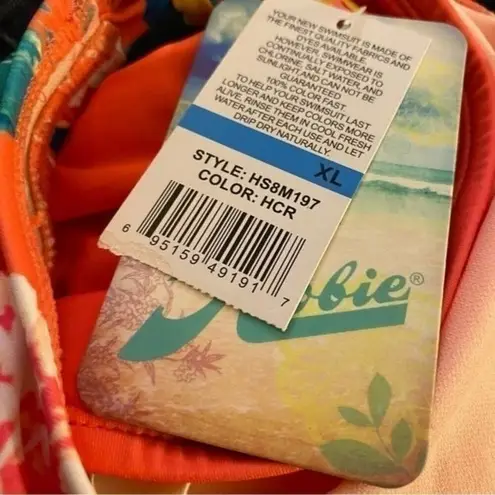 YOUR NEW SWIMSUIT IS MADE OF
THE FINEST QUALITY FABRICS AND
DYES AVAILABLE.
HOWEVER, SWIMWEAR IS
CONTINUALLY EXPOSED TO
CHLORINE, SALT WATER, AND
SUNLIGHT,AND CAN NOT BE
GUARANTEED
100% COLOR FAST.
TO HELP YOUR SWIMSUIT LAST
LONGER AND KEEP COLORS MORE
ALIVE, RINSE THEM IN COOL FRESH
WATER AFTER EACH USE AND LET
DRIP DRY NATURALLY.
XL
STYLE: HS8M197
COLOR: HCR
6 95159 49191 7
bie®